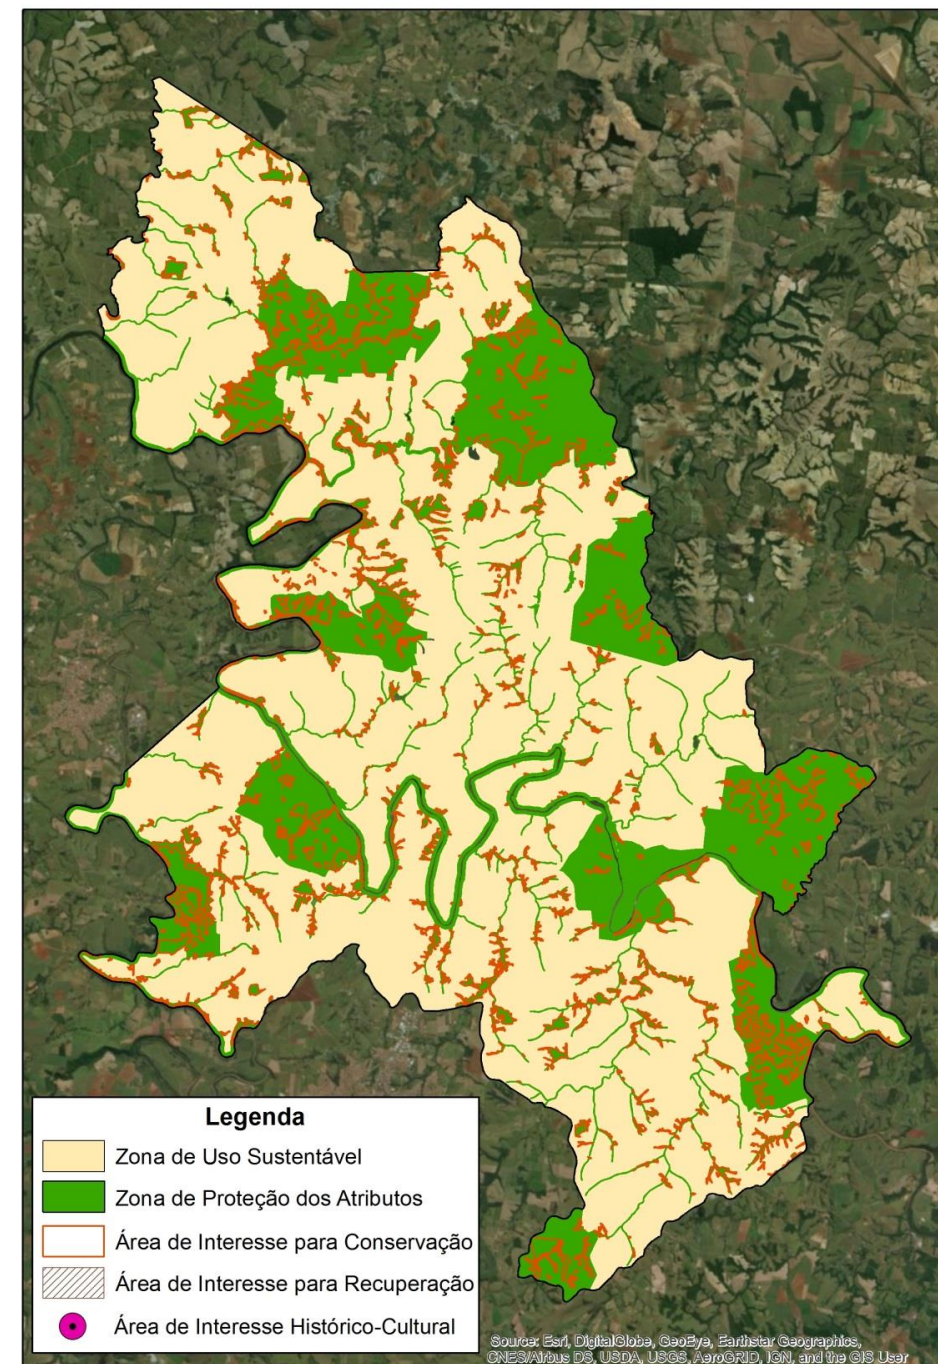 Legenda
Zona de Uso Sustentável
Zona de Proteção dos Atributos
Área de Interesse para Conservação
Área de Interesse para Recuperação
Área de Interesse Histórico-Cultural
Source: Esri, DigitalGlobe, GeoEye, Earthstar Geographics,
CNES/Airbus DS, USDA, USGS, AeroGRID, IGN, and the GIS User